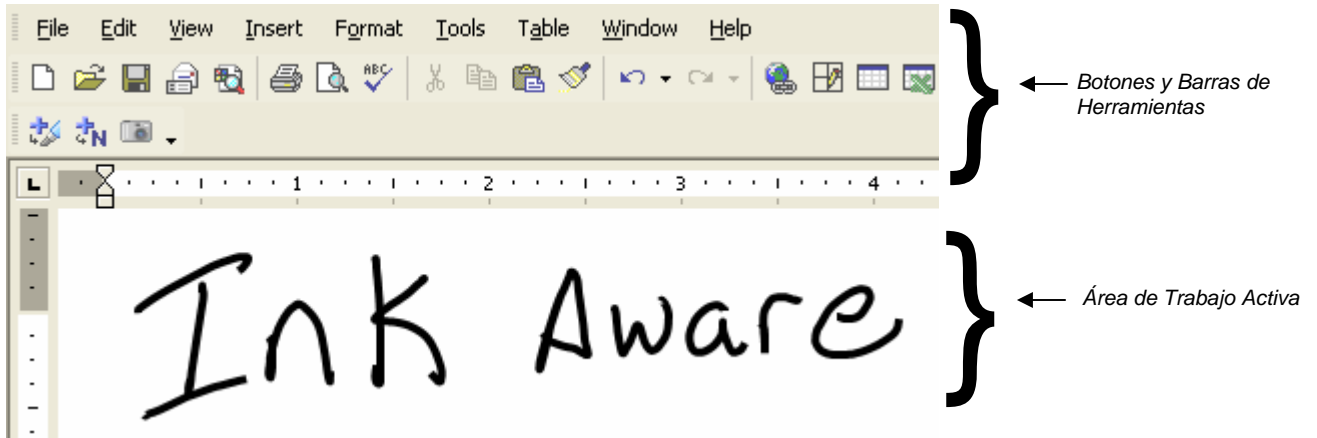 File Edit View Insert Format Tools Table Window Help
ABC
Botones y Barras de
Herramientas
N
L 1 2 3 4
Ink Aware
Área de Trabajo Activa